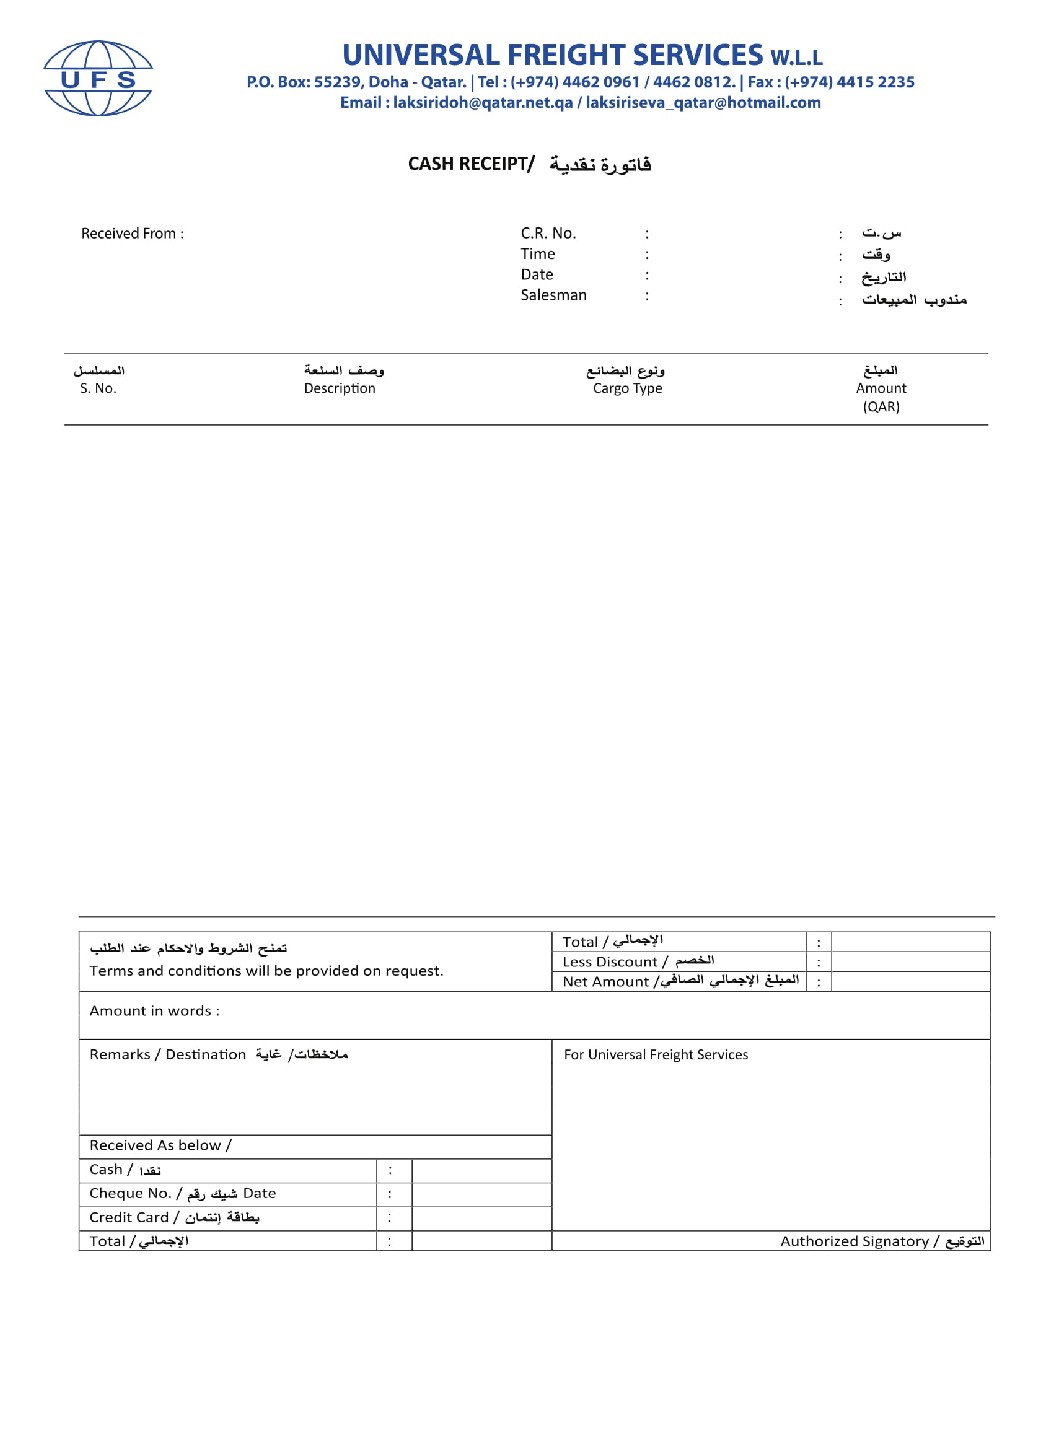 UFS
UNIVERSAL FREIGHT SERVICES W.L.L
P.O. Box: 55239, Doha - Qatar. | Tel : (+974) 4462 0961 / 4462 0812. | Fax : (+974) 4415 2235
Email : laksiridoh@qatar.net.qa / laksiriseva_qatar@hotmail.com
CASH RECEIPT/ فاتورة نقدية
Received From :
C.R. No. : : س.ت
Time : : وقت
Date : : التاريخ
Salesman : : مندوب المبيعات
المسلسل وصف السلعة ونوع البضائع المبلغ
S. No. Description Cargo Type Amount
(QAR)
تمنح الشروط والاحكام عند الطلب
Terms and conditions will be provided on request.
Total / الإجمالي :
Less Discount / الخصم :
Net Amount / المبلغ الإجمالي الصافي :
Amount in words :
Remarks / Destination ملاخظات/ غاية
For Universal Freight Services
Received As below /
Cash / نقدا :
Cheque No. / شيك رقم Date :
Credit Card / بطاقة إنتمان :
Total / الإجمالي :
Authorized Signatory / التوقيع